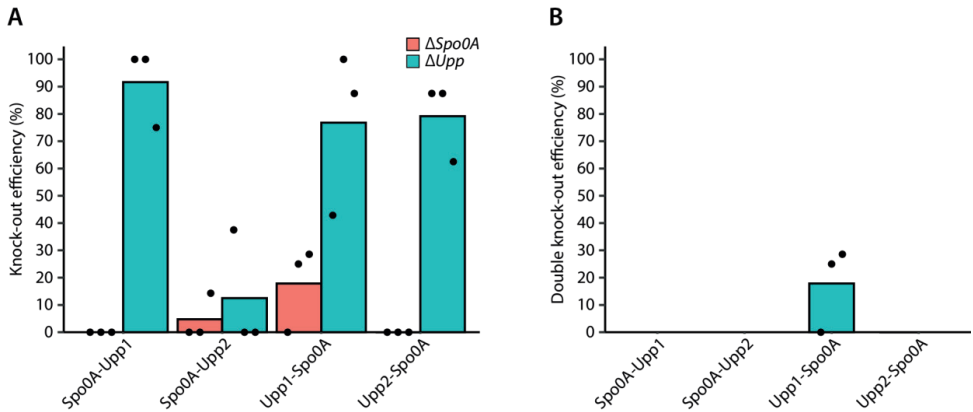 A
Knock-out efficiency (%)
100
90
80
70
60
50
40
30
20
10
0
ΔSpo0A
ΔUpp
Spo0A-Upp1
Spo0A-Upp2
Upp1-Spo0A
Upp2-Spo0A
B
Double knock-out efficiency (%)
100
90
80
70
60
50
40
30
20
10
0
Spo0A-Upp1
Spo0A-Upp2
Upp1-Spo0A
Upp2-Spo0A